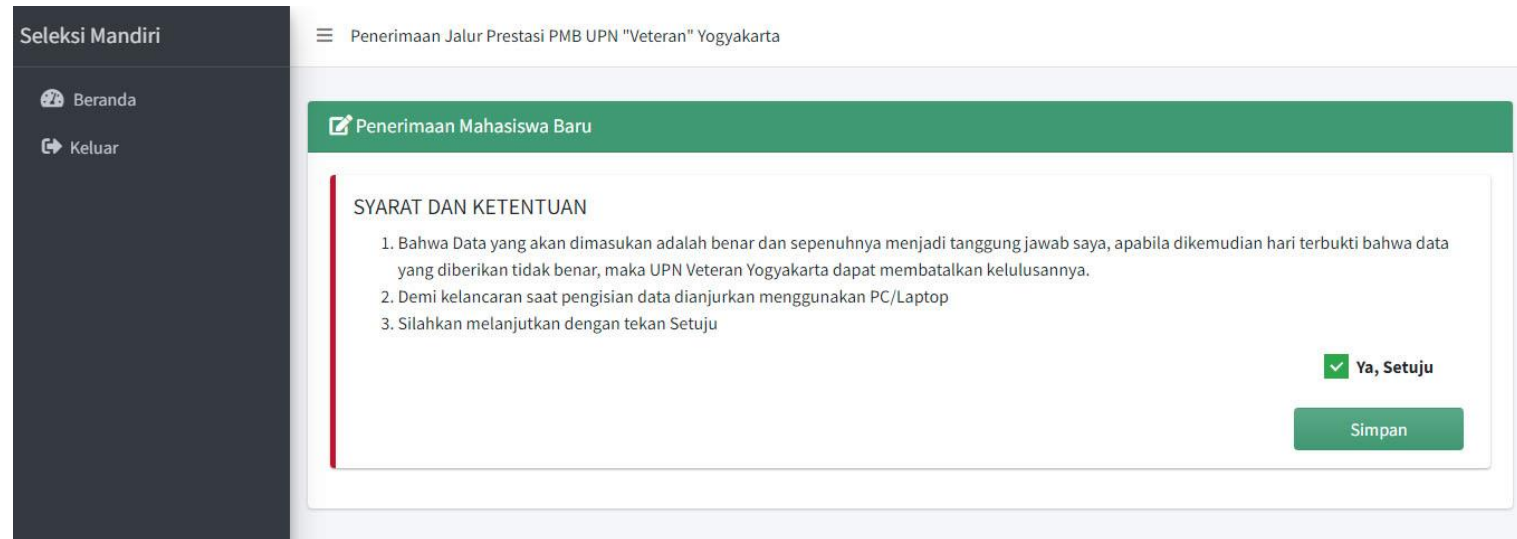 Seleksi Mandiri
Penerimaan Jalur Prestasi PMB UPN "Veteran" Yogyakarta
Beranda
Keluar
Penerimaan Mahasiswa Baru
SYARAT DAN KETENTUAN
1. Bahwa Data yang akan dimasukan adalah benar dan sepenuhnya menjadi tanggung jawab saya, apabila dikemudian hari terbukti bahwa data
yang diberikan tidak benar, maka UPN Veteran Yogyakarta dapat membatalkan kelulusannya.
2. Demi kelancaran saat pengisian data dianjurkan menggunakan PC/Laptop
3. Silahkan melanjutkan dengan tekan Setuju
Ya, Setuju
Simpan